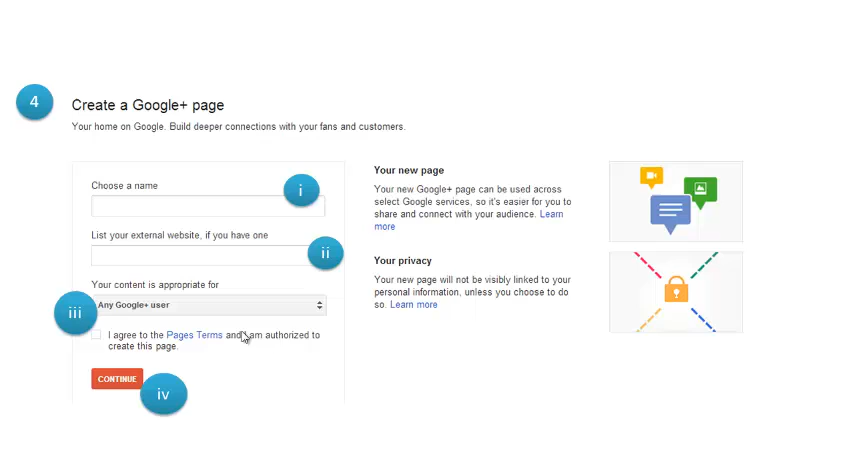 4
Create a Google+ page
Your home on Google. Build deeper connections with your fans and customers.
Choose a name
i
List your external website, if you have one
ii
Your content is appropriate for
iii
Any Google+ user
I agree to the Pages Terms and I am authorized to
create this page.
CONTINUE
iv
Your new page
Your new Google+ page can be used across
select Google services, so it's easier for you to
share and connect with your audience. Learn
more
Your privacy
Your new page will not be visibly linked to your
personal information, unless you choose to do
so. Learn more